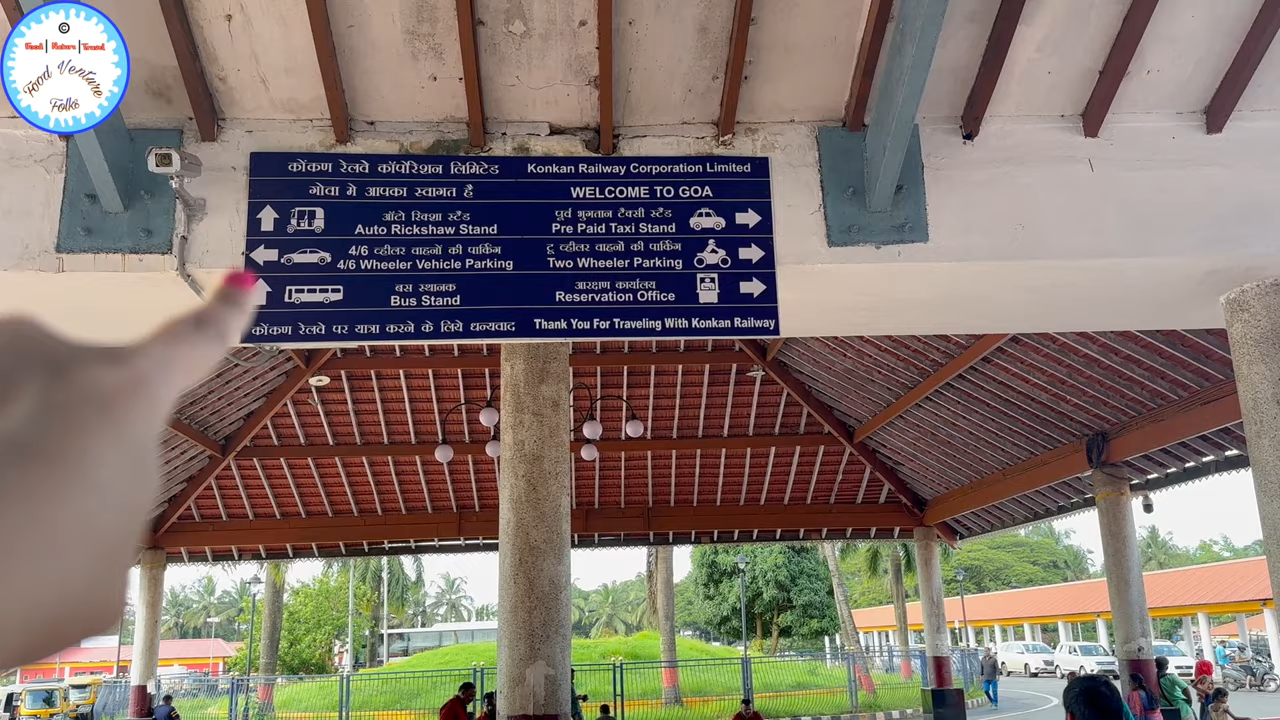 ©
Food | Nature | Travel
Food Venture
Folks
कोंकण रेलवे कॉर्पोरेशन लिमिटेड Konkan Railway Corporation Limited
गोवा मे आपका स्वागत है WELCOME TO GOA
ऑटो रिक्शा स्टैंड पूर्व भुगतान टैक्सी स्टैंड
Auto Rickshaw Stand Pre Paid Taxi Stand
4/6 व्हीलर वाहनों की पार्किंग टू व्हीलर वाहनों की पार्किंग
4/6 Wheeler Vehicle Parking Two Wheeler Parking
बस स्थानक आरक्षण कार्यालय
Bus Stand Reservation Office
कोंकण रेलवे पर यात्रा करने के लिये धन्यवाद Thank You For Traveling With Konkan Railway